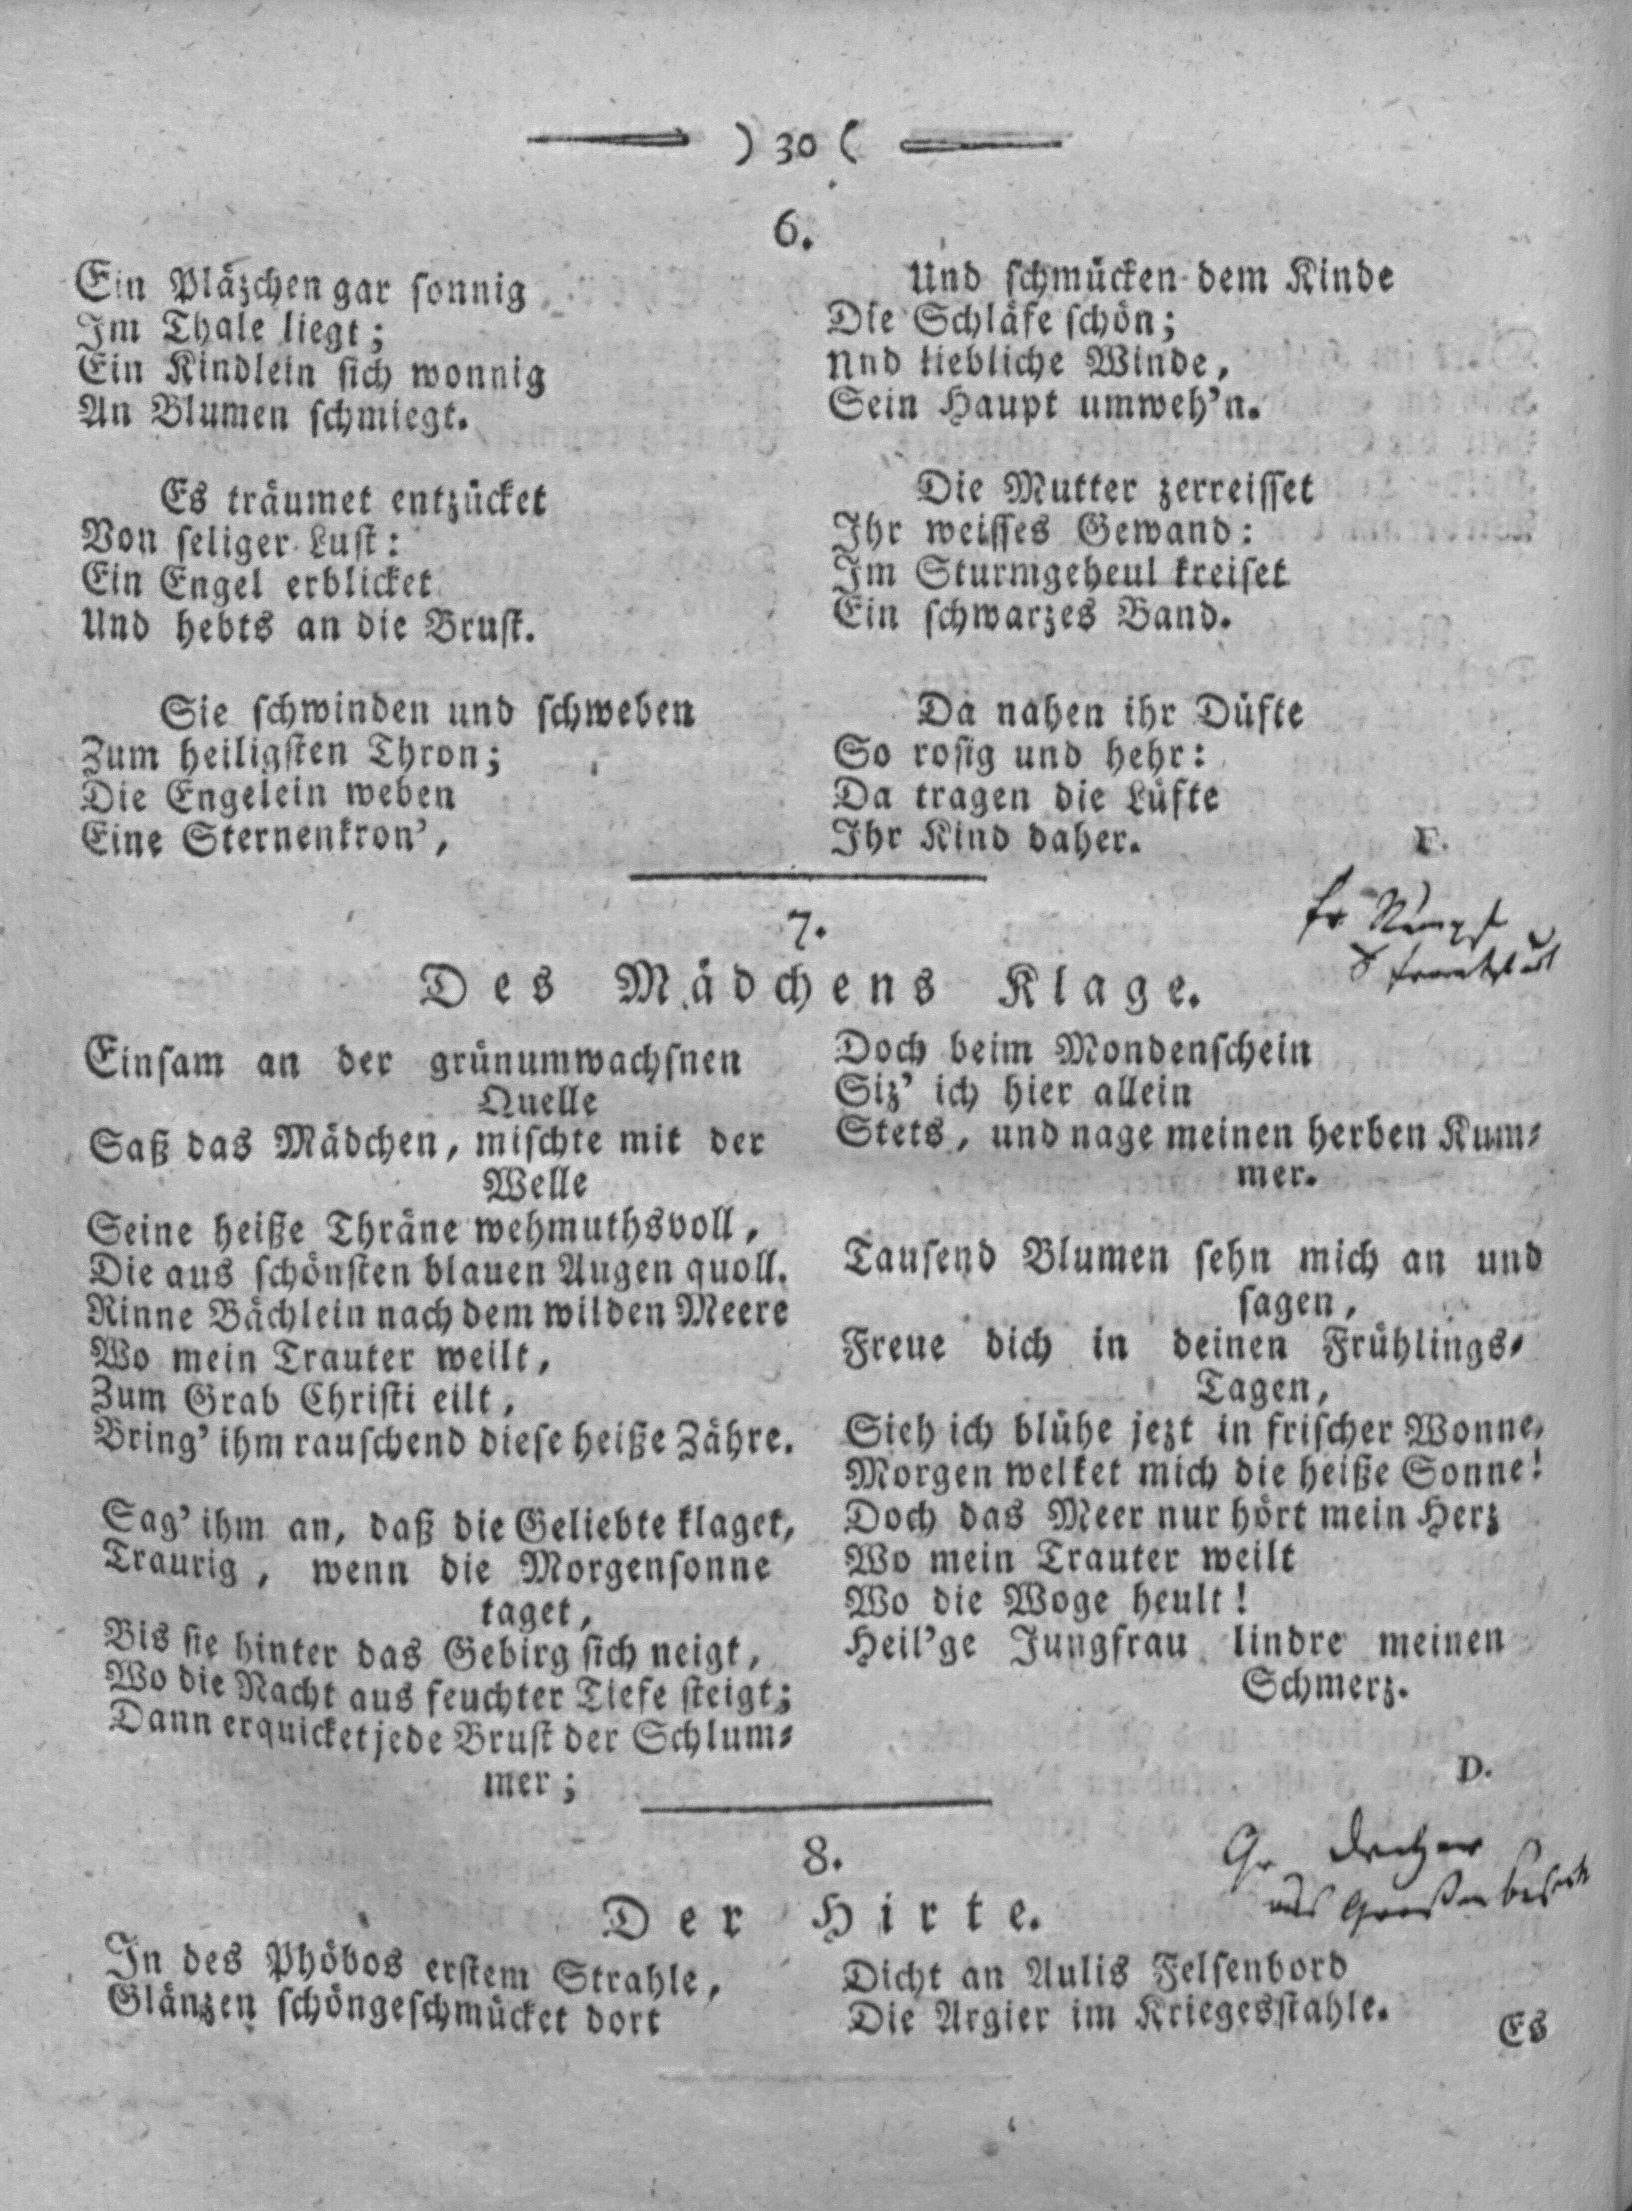 ) 30 (
6.
Ein Pläzchen gar sonnig
Im Thale liegt;
Ein Kindlein sich wonnig
An Blumen schmiegt.
Es träumet entzücket
Von seliger Lust:
Ein Engel erblicket
Und hebts an die Brust.
Sie schwinden und schweben
Zum heiligsten Thron;
Die Engelein weben
Eine Sternenkron',
Und schmücken dem Kinde
Die Schläfe schön;
Und liebliche Winde,
Sein Haupt umweh'n.
Die Mutter zerreisset
Ihr weisses Gewand:
Im Sturmgeheul kreiset
Ein schwarzes Band.
Da nahen ihr Düfte
So rosig und hehr:
Da tragen die Lüfte
Ihr Kind daher.
F.
7.
Des Mädchens Klage.
Einsam an der grünumwachsnen
Quelle
Saß das Mädchen, mischte mit der
Welle
Seine heiße Thräne wehmuthsvoll,
Die aus schönsten blauen Augen quoll.
Rinne Bächlein nach dem wilden Meere
Wo mein Trauter weilt,
Zum Grab Christi eilt,
Bring' ihm rauschend diese heiße Zähre.
Sag' ihm an, daß die Geliebte klaget,
Traurig, wenn die Morgensonne
taget,
Bis sie hinter das Gebirg sich neigt,
Wo die Nacht aus feuchter Tiefe steigt;
Dann erquicket jede Brust der Schlum-
mer;
Doch beim Mondenschein
Siz' ich hier allein
Stets, und nage meinen herben Kum-
mer.
Tausend Blumen sehn mich an und
sagen,
Freue dich in deinen Frühlings-
Tagen,
Sieh ich blühe jezt in frischer Wonne,
Morgen welket mich die heiße Sonne!
Doch das Meer nur hört mein Herz
Wo mein Trauter weilt
Wo die Woge heult!
Heil'ge Jungfrau lindre meinen
Schmerz.
D.
8.
Der Hirte.
In des Phöbos erstem Strahle,
Glänzen schöngeschmücket dort
Dicht an Aulis Felsenbord
Die Argier im Kriegesstahle.
Es